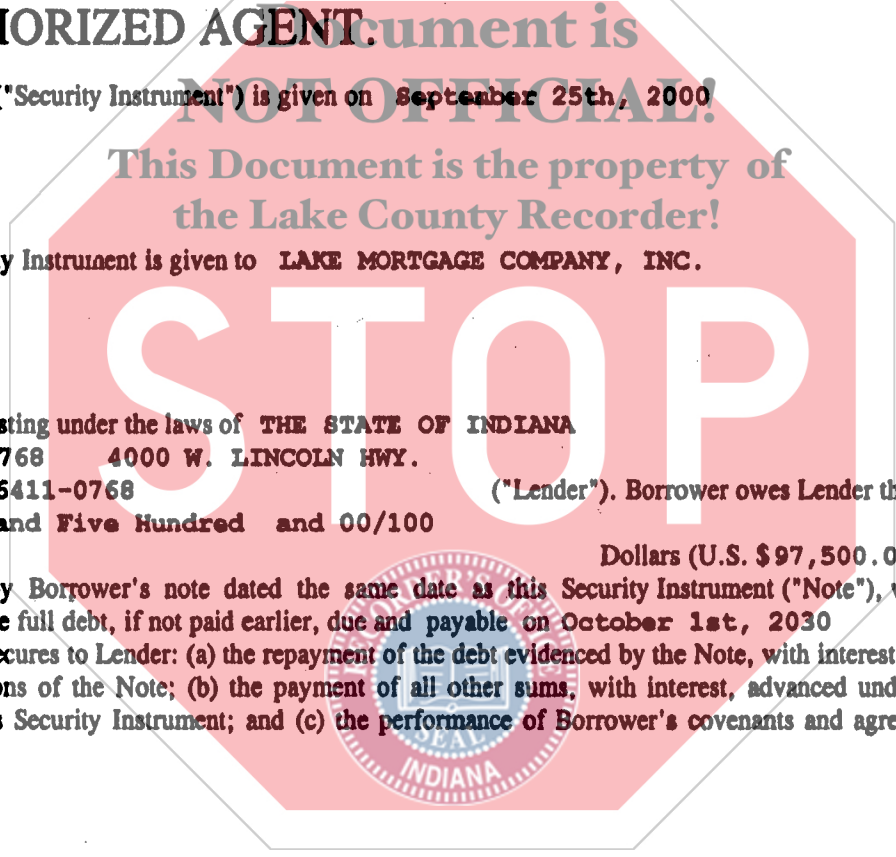 IORIZED AGENT.
Document is
("Security Instrument") is given on September 25th, 2000
NOT OFFICIAL!
This Document is the property of
the Lake County Recorder!
y Instrument is given to LAKE MORTGAGE COMPANY, INC.
STOP
sting under the laws of THE STATE OF INDIANA
768 4000 W. LINCOLN HWY.
6411-0768 ("Lender"). Borrower owes Lender th
and Five Hundred and 00/100
Dollars (U.S. $97,500.0
y Borrower's note dated the same date as this Security Instrument ("Note"),
e full debt, if not paid earlier, due and payable on October 1st, 2030
cures to Lender: (a) the repayment of the debt evidenced by the Note, with interest
ons of the Note; (b) the payment of all other sums, with interest, advanced und
s Security Instrument; and (c) the performance of Borrower's covenants and agre
RECORDER'S OFFICE
SEAL
INDIANA